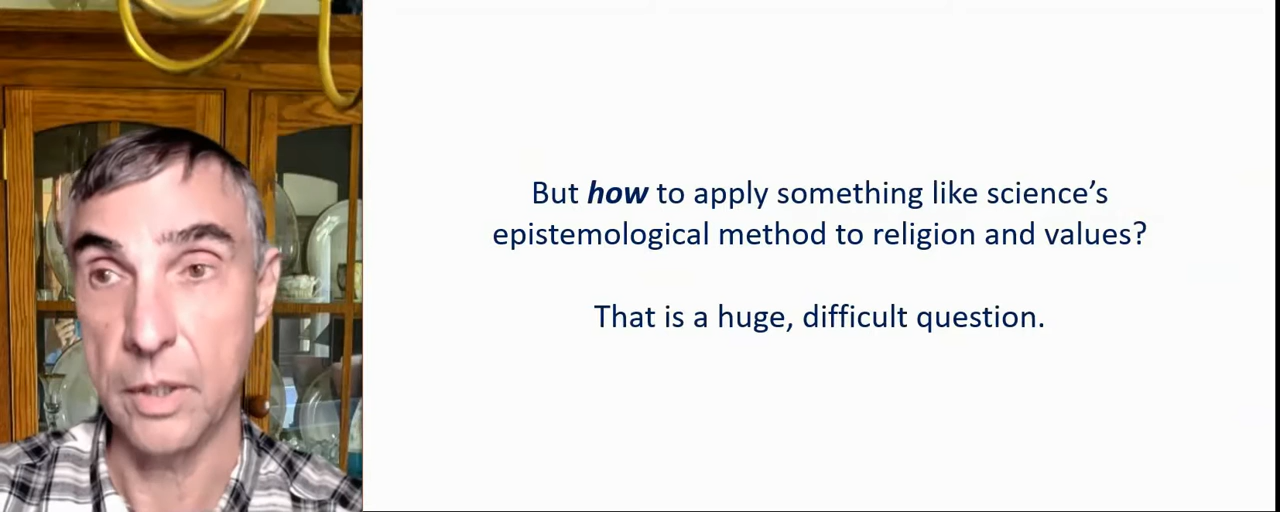 But how to apply something like science’s
epistemological method to religion and values?
That is a huge, difficult question.